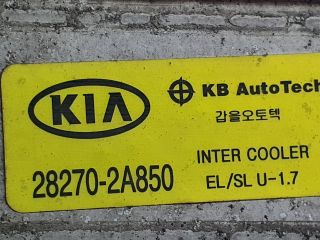 KIA
KB AutoTech
갑을오토텍
INTER COOLER
28270-2A850
EL/SL U-1.7